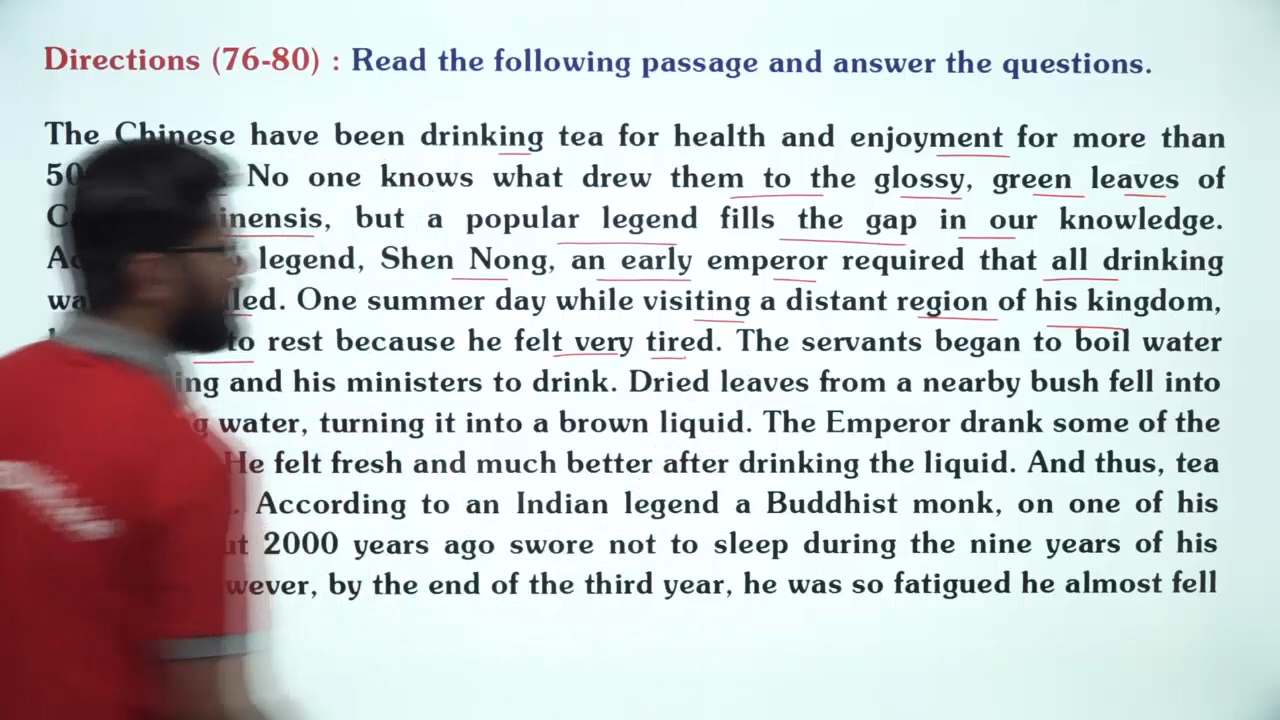 Directions (76-80) : Read the following passage and answer the questions.
The Chinese have been drinking tea for health and enjoyment for more than
No one knows what drew them to the glossy, green leaves of
but a popular legend fills the gap in our knowledge.
legend, Shen Nong, an early emperor required that all drinking
One summer day while visiting a distant region of his kingdom,
to rest because he felt very tired. The servants began to boil water
and his ministers to drink. Dried leaves from a nearby bush fell into
water, turning it into a brown liquid. The Emperor drank some of the
He felt fresh and much better after drinking the liquid. And thus, tea
According to an Indian legend a Buddhist monk, on one of his
2000 years ago swore not to sleep during the nine years of his
by the end of the third year, he was so fatigued he almost fell